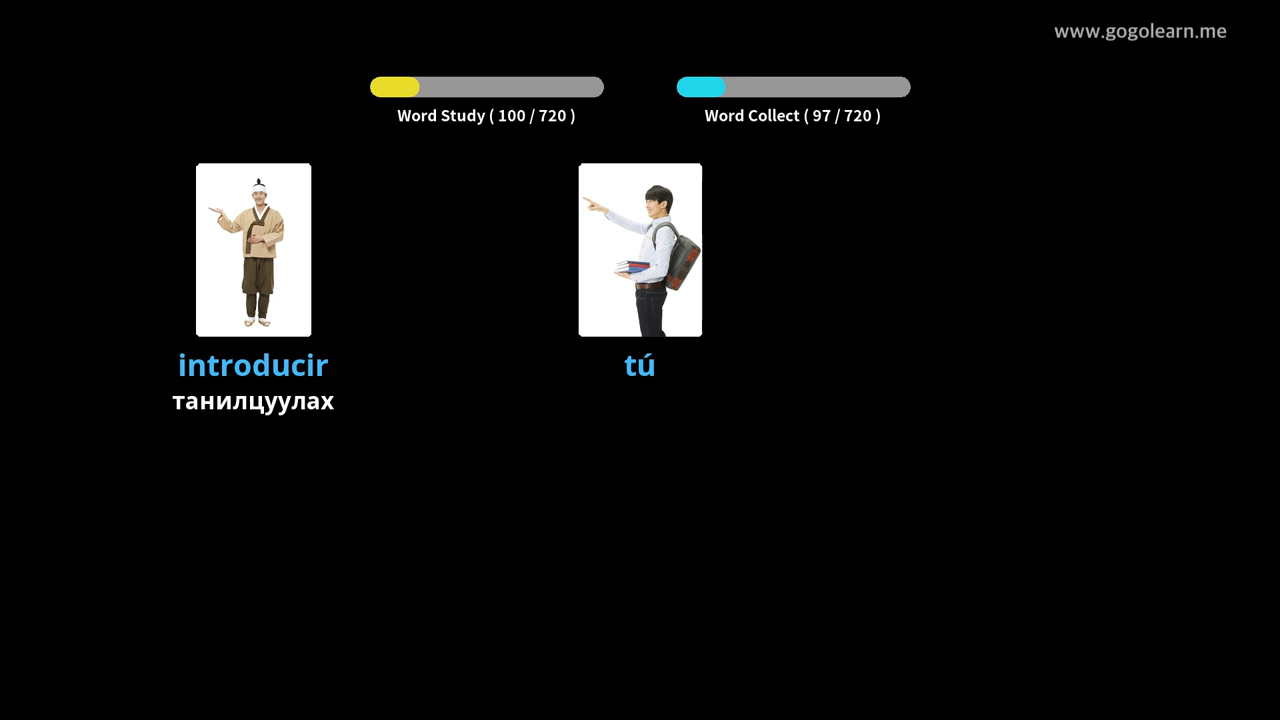 www.gogolearn.me
Word Study ( 100 / 720 )
Word Collect ( 97 / 720 )
introducir
tú
танилцуулах